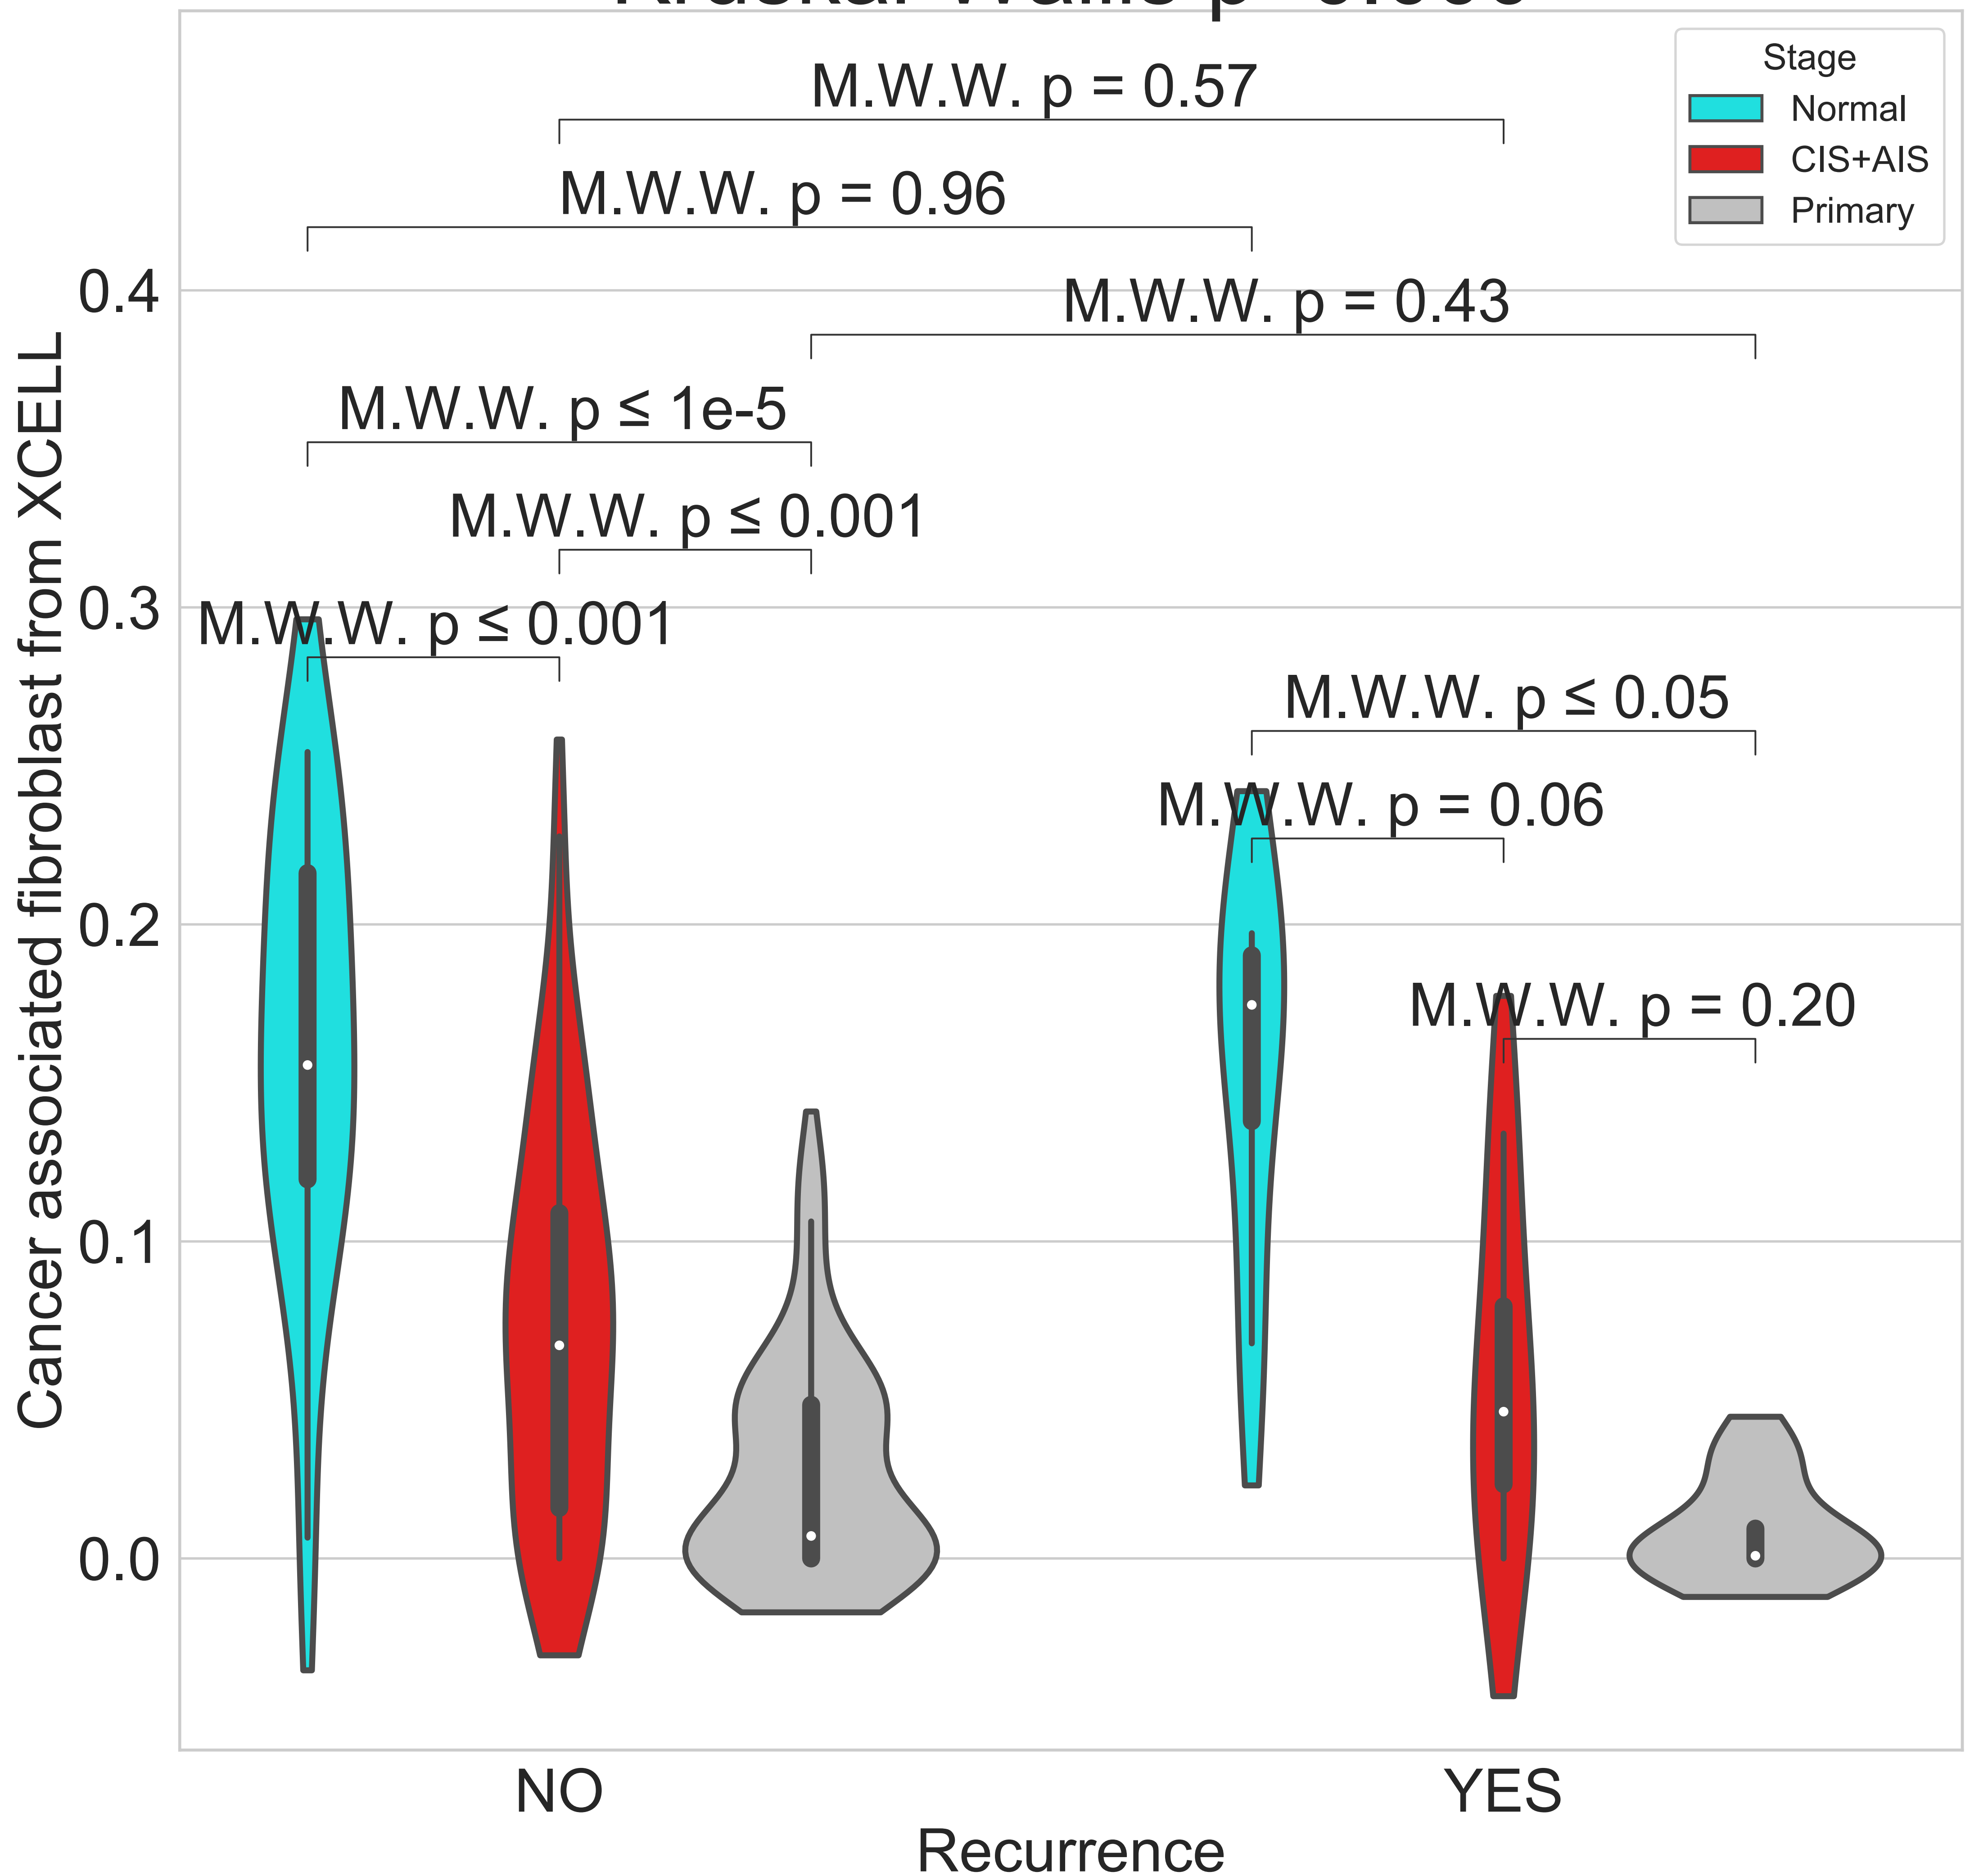 Stage
Normal
CIS+AIS
Primary
M.W.W. p = 0.57
M.W.W. p = 0.96
M.W.W. p = 0.43
M.W.W. p ≤ 1e-5
M.W.W. p ≤ 0.001
M.W.W. p ≤ 0.001
M.W.W. p ≤ 0.05
M.W.W. p = 0.06
M.W.W. p = 0.20
Cancer associated fibroblast from XCELL
0.4
0.3
0.2
0.1
0.0
NO
YES
Recurrence